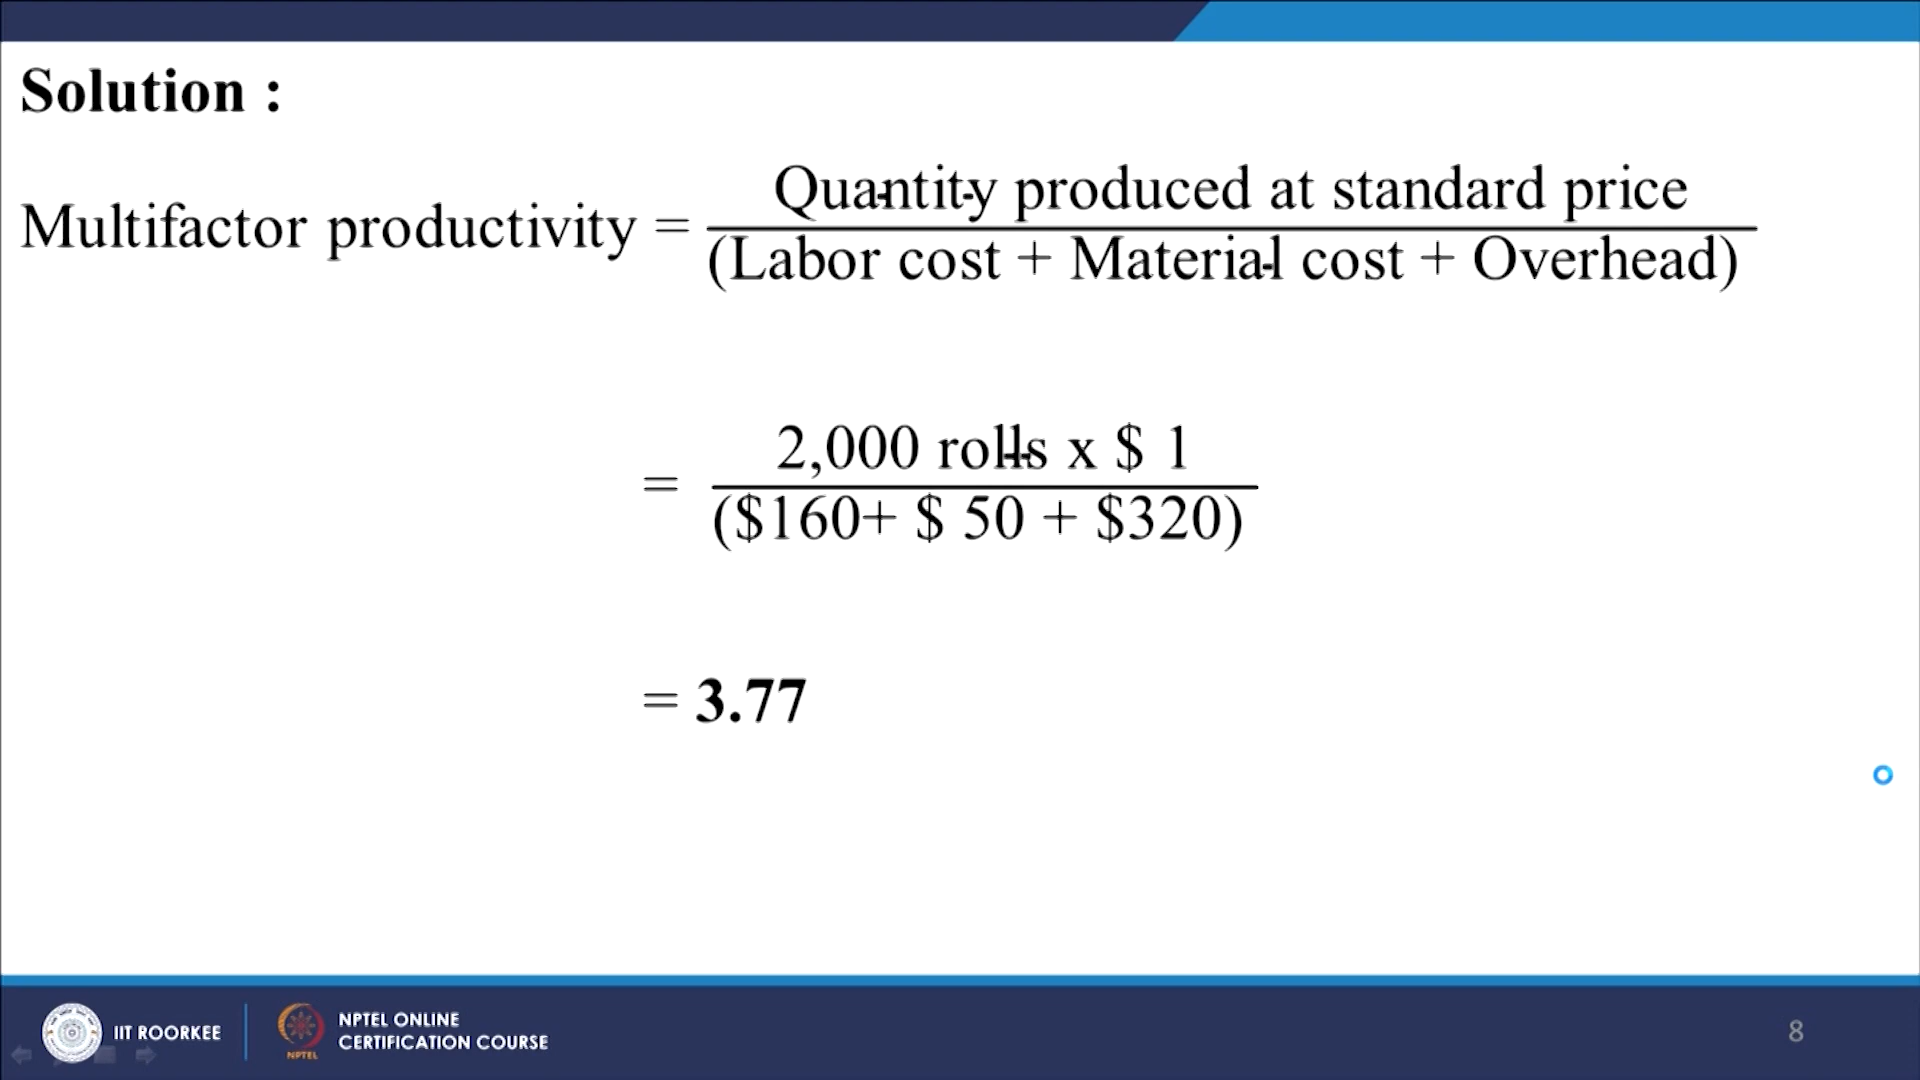 Solution :
Multifactor productivity = Quantity produced at standard price
(Labor cost + Material cost + Overhead)
= 2,000 rolls x $ 1
($160+ $ 50 + $320)
= 3.77
IIT ROORKEE
NPTEL
NPTEL ONLINE
CERTIFICATION COURSE
8